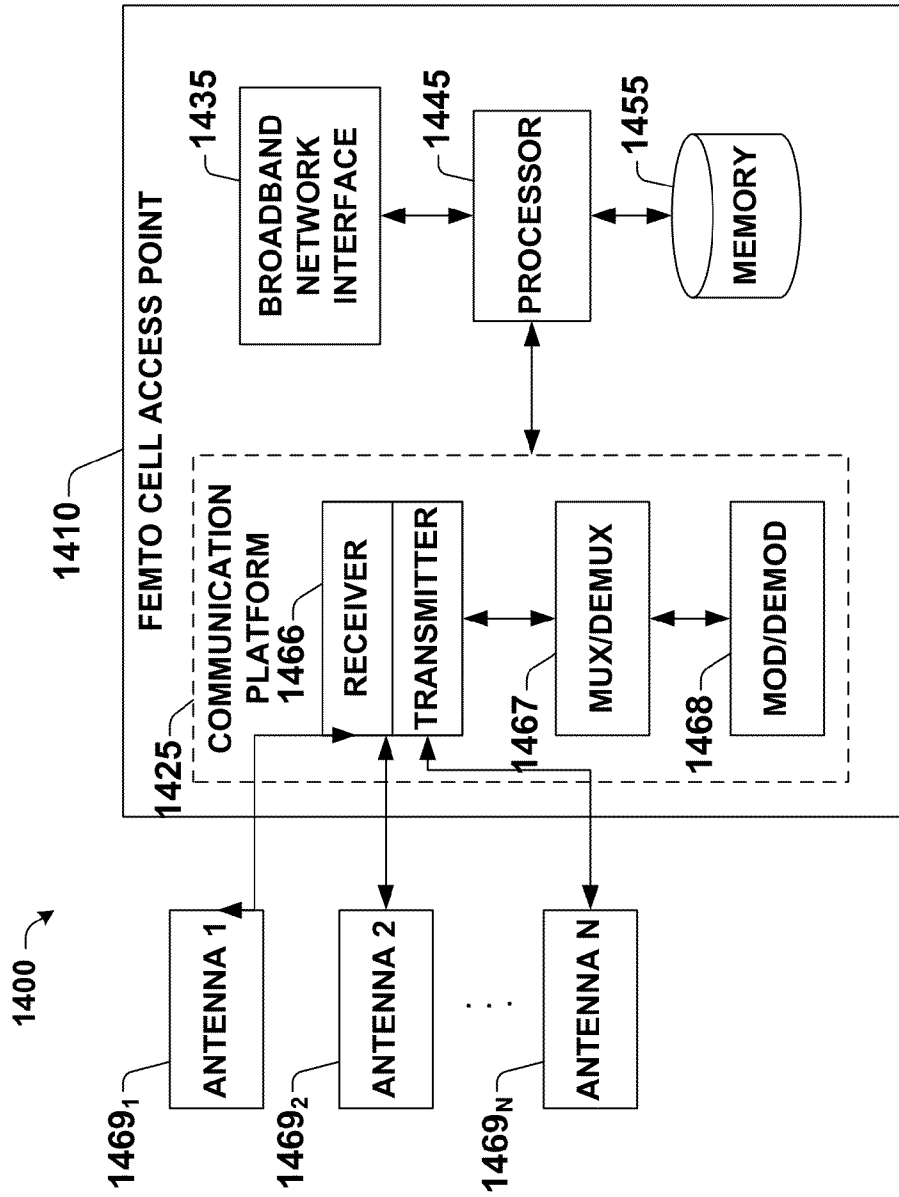 1400
1410
FEMTO CELL ACCESS POINT
1425
COMMUNICATION
PLATFORM
1466
RECEIVER
TRANSMITTER
1467
MUX/DEMUX
1468
MOD/DEMOD
1435
BROADBAND
NETWORK
INTERFACE
1445
PROCESSOR
1455
MEMORY
1469₁
ANTENNA 1
1469₂
ANTENNA 2
. . .
1469N
ANTENNA N